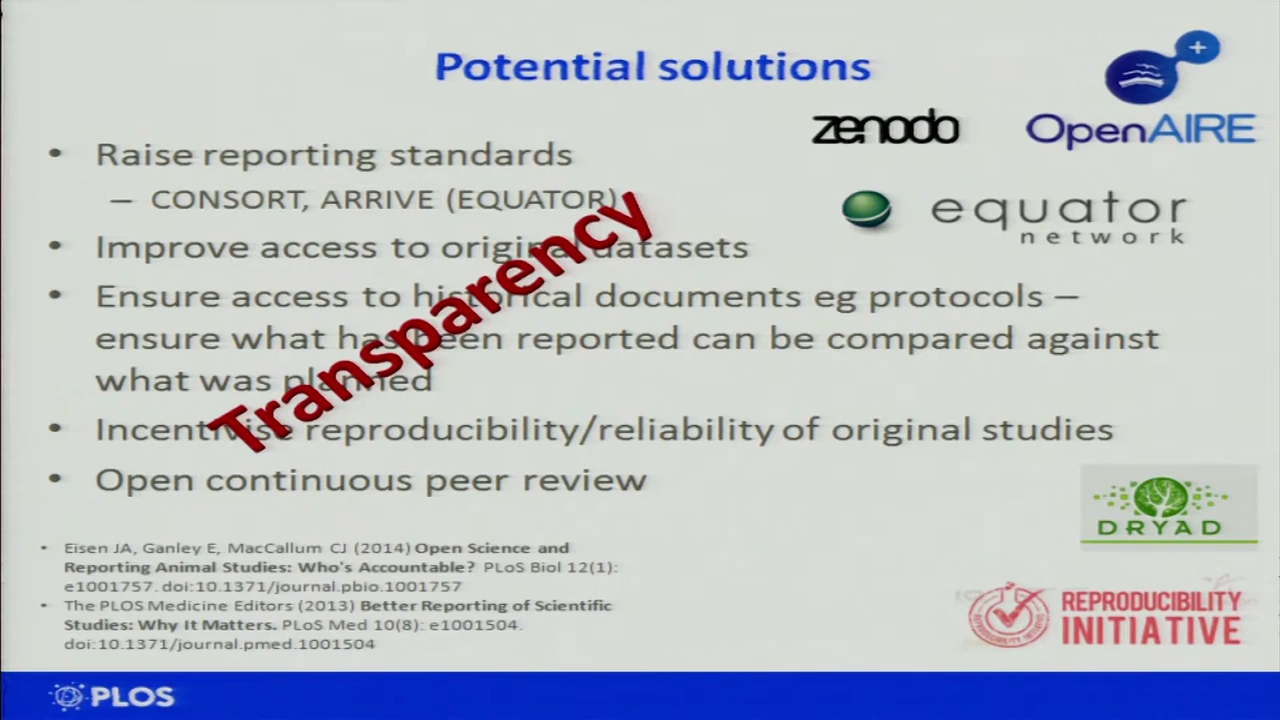 Potential solutions
zenodo
OpenAIRE
• Raise reporting standards
– CONSORT, ARRIVE (EQUATOR)
equator
network
• Improve access to original datasets
• Ensure access to historical documents eg protocols –
ensure what has been reported can be compared against
what was planned
• Incentivise reproducibility/reliability of original studies
• Open continuous peer review
Transparency
DRYAD
• Eisen JA, Ganley E, MacCallum CJ (2014) Open Science and
Reporting Animal Studies: Who's Accountable? PLoS Biol 12(1):
e1001757. doi:10.1371/journal.pbio.1001757
• The PLOS Medicine Editors (2013) Better Reporting of Scientific
Studies: Why It Matters. PLoS Med 10(8): e1001504.
doi:10.1371/journal.pmed.1001504
REPRODUCIBILITY
INITIATIVE
PLOS